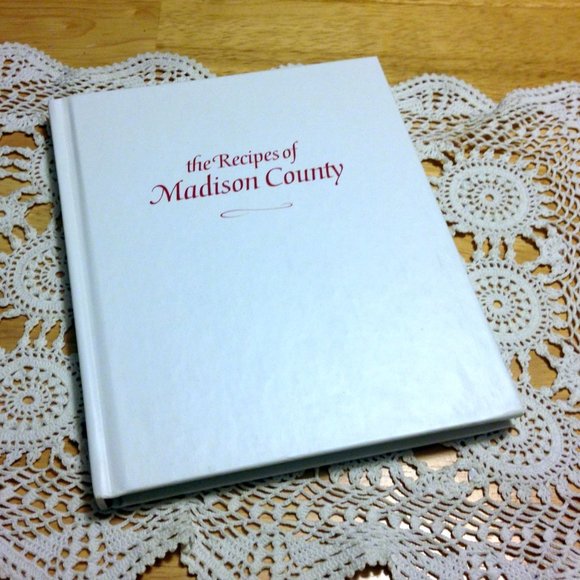 the Recipes of
Madison County